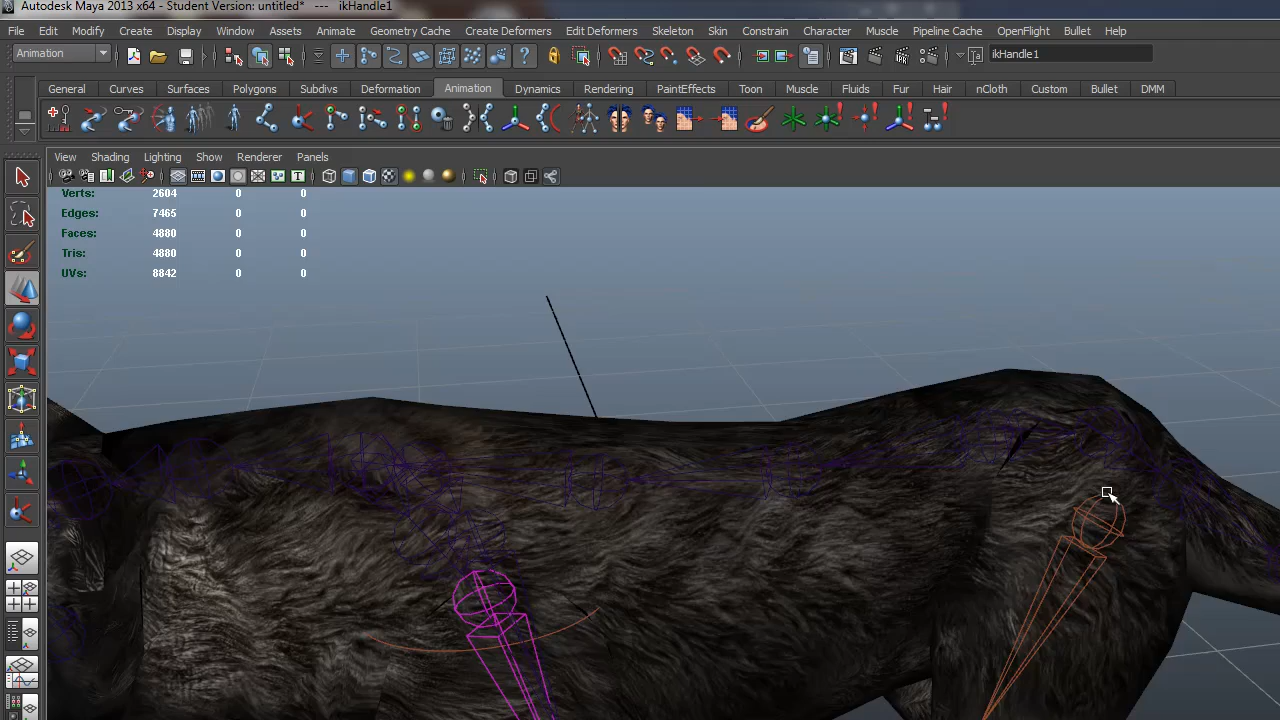 Autodesk Maya 2013 x64 - Student Version: untitled* --- ikHandle1
File Edit Modify Create Display Window Assets Animate Geometry Cache Create Deformers Edit Deformers Skeleton Skin Constrain Character Muscle Pipeline Cache OpenFlight Bullet Help
Animation ikHandle1
General Curves Surfaces Polygons Subdivs Deformation Animation Dynamics Rendering PaintEffects Toon Muscle Fluids Fur Hair nCloth Custom Bullet DMM
View Shading Lighting Show Renderer Panels
Verts: 2604 0 0
Edges: 7465 0 0
Faces: 4880 0 0
Tris: 4880 0 0
UVs: 8842 0 0